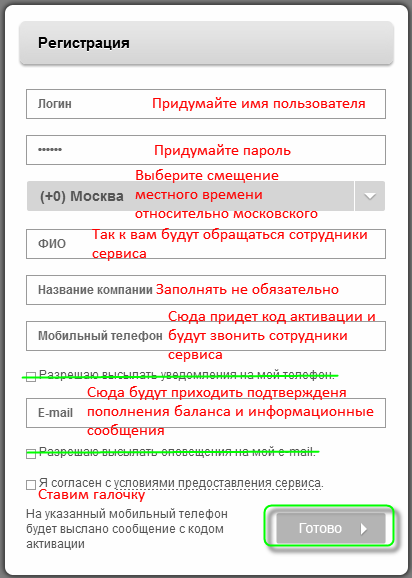 Регистрация
Логин Придумайте имя пользователя
•••••• Придумайте пароль
Выберите смещение
(+0) Москва местного времени
относительно московского
ФИО Так к вам будут обращаться сотрудники
сервиса
Название компании Заполнять не обязательно
Сюда придет код активации и
Мобильный телефон будут звонить сотрудники
сервиса
Разрешаю высылать уведомления на мой телефон.
Сюда будут приходить подтвержденя
E-mail пополнения баланса и информационные
сообщения
Разрешаю высылать оповещения на мой e-mail.
Я согласен с условиями предоставления сервиса.
Ставим галочку
На указанный мобильный телефон
будет выслано сообщение с кодом
активации
Готово